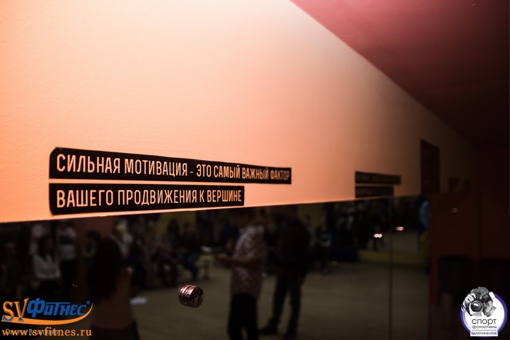 СИЛЬНАЯ МОТИВАЦИЯ - ЭТО САМЫЙ ВАЖНЫЙ ФАКТОР
ВАШЕГО ПРОДВИЖЕНИЯ К ВЕРШИНЕ
SVФитнес
www.svfitnes.ru
СПОРТ